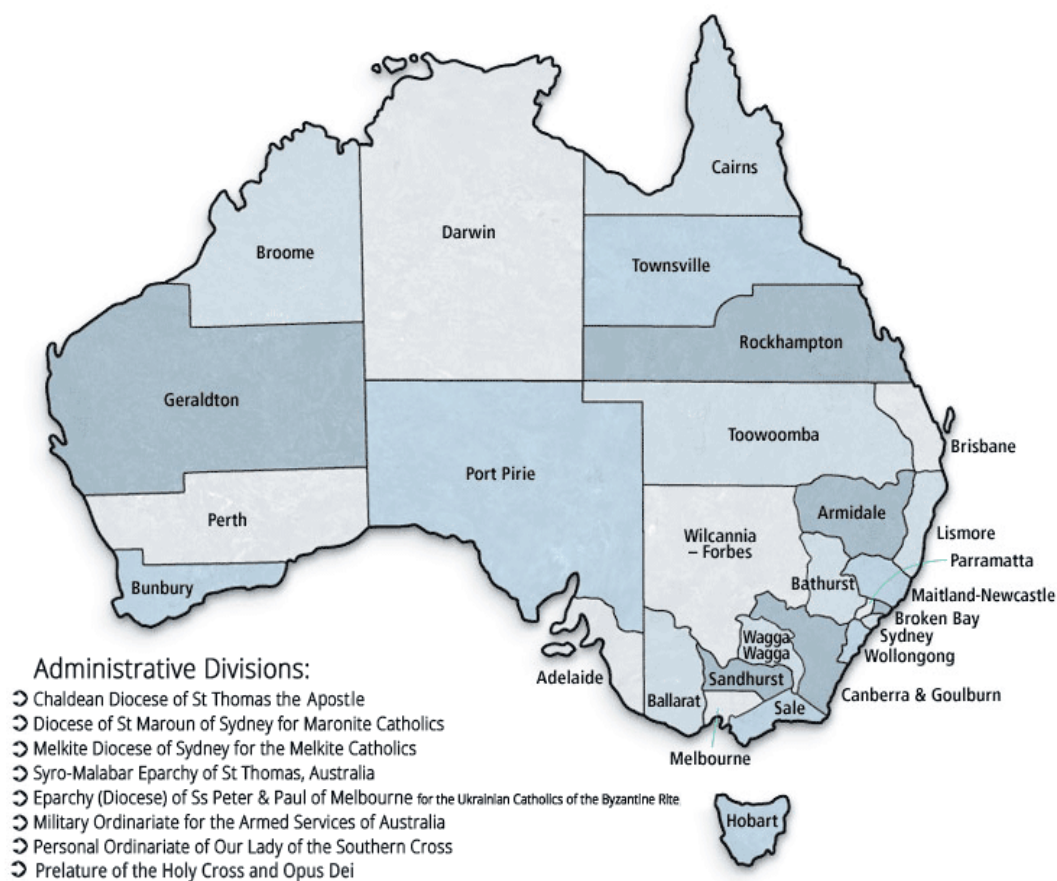 Cairns
Darwin
Broome
Townsville
Rockhampton
Geraldton
Toowoomba
Brisbane
Port Pirie
Armidale
Perth
Wilcannia
– Forbes
Lismore
Parramatta
Bathurst
Bunbury
Maitland-Newcastle
Broken Bay
Sydney
Wagga
Wagga
Wollongong
Adelaide
Sandhurst
Ballarat
Canberra & Goulburn
Sale
Melbourne
Hobart
Administrative Divisions:
Chaldean Diocese of St Thomas the Apostle
Diocese of St Maroun of Sydney for Maronite Catholics
Melkite Diocese of Sydney for the Melkite Catholics
Syro-Malabar Eparchy of St Thomas, Australia
Eparchy (Diocese) of Ss Peter & Paul of Melbourne for the Ukrainian Catholics of the Byzantine Rite
Military Ordinariate for the Armed Services of Australia
Personal Ordinariate of Our Lady of the Southern Cross
Prelature of the Holy Cross and Opus Dei